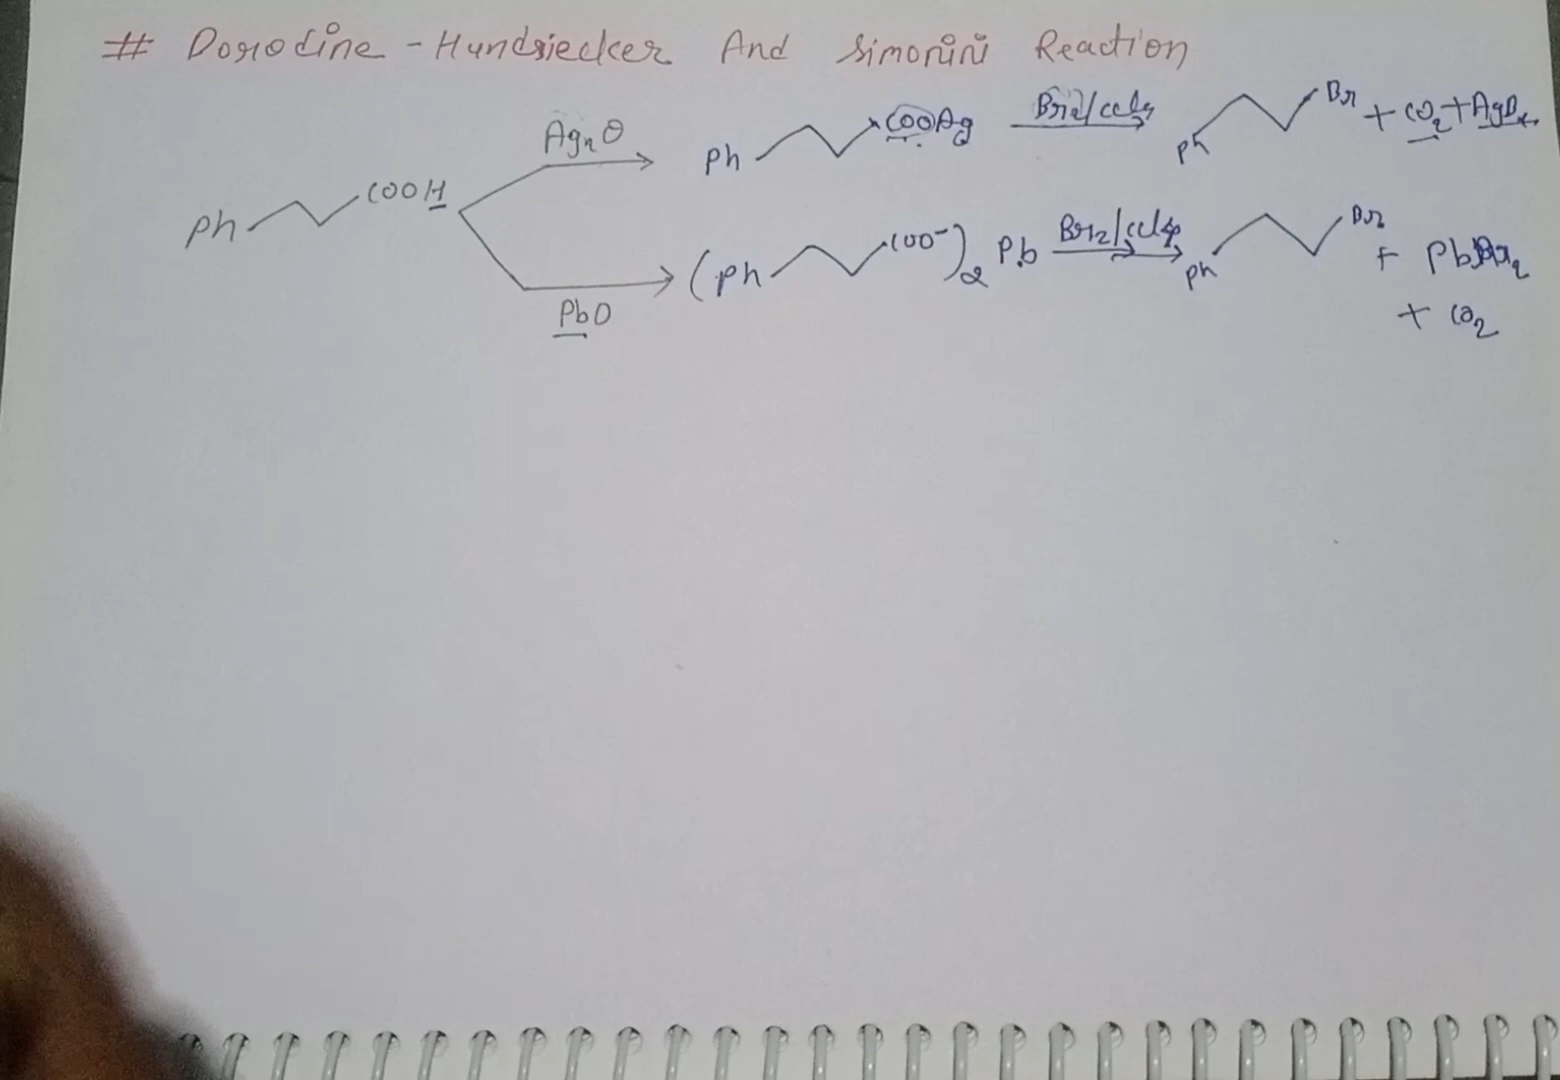 # Dorodine - Hundsiecker And Simonini Reaction
Ag2O
Ph COOAg Br2/CCl4 Ph Br + CO2 + AgBr
Ph COOH
PbO
(Ph COO⁻)2 Pb Br2/CCl4 Ph Br + PbBr2
+ CO2